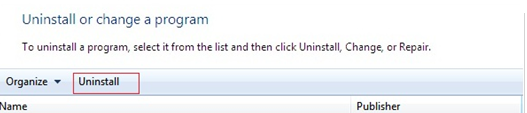 Uninstall or change a program
To uninstall a program, select it from the list and then click Uninstall, Change, or Repair.
Organize Uninstall
Name Publisher